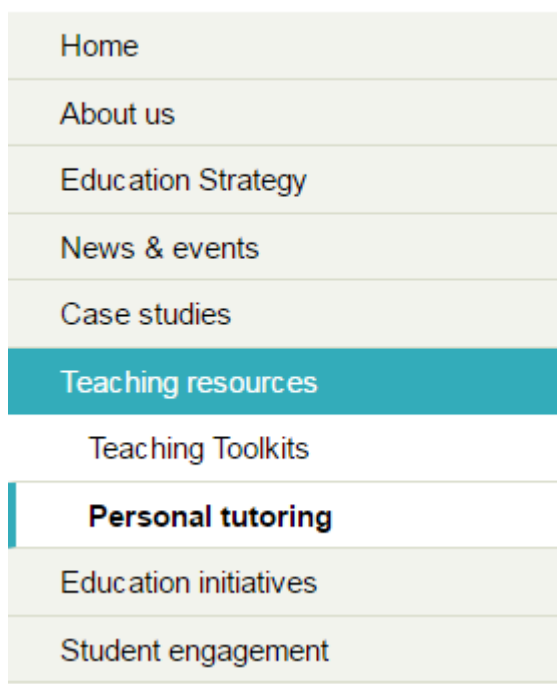 Home
About us
Education Strategy
News & events
Case studies
Teaching resources
Teaching Toolkits
Personal tutoring
Education initiatives
Student engagement